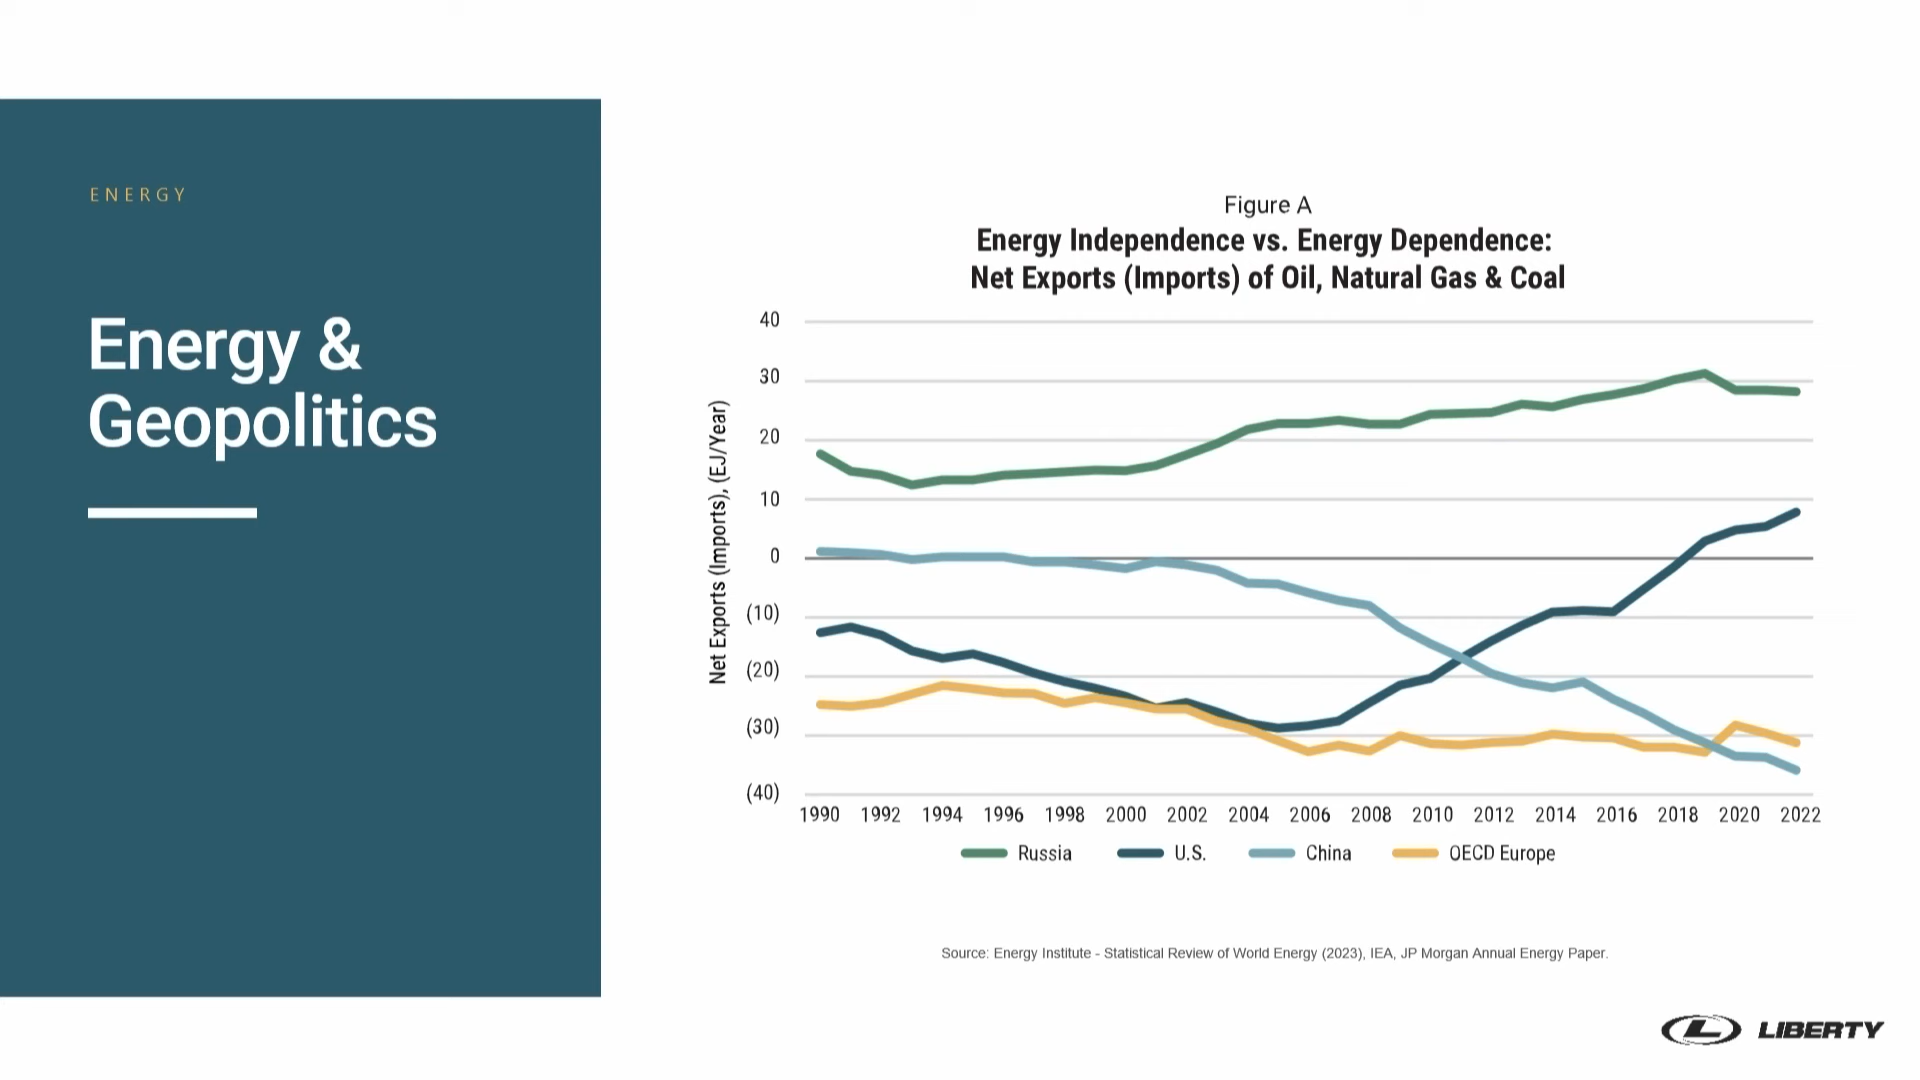 ENERGY
Energy &
Geopolitics
Figure A
Energy Independence vs. Energy Dependence:
Net Exports (Imports) of Oil, Natural Gas & Coal
Net Exports (Imports), (EJ/Year)
40
30
20
10
0
(10)
(20)
(30)
(40)
1990 1992 1994 1996 1998 2000 2002 2004 2006 2008 2010 2012 2014 2016 2018 2020 2022
Russia U.S. China OECD Europe
Source: Energy Institute - Statistical Review of World Energy (2023), IEA, JP Morgan Annual Energy Paper.
L LIBERTY